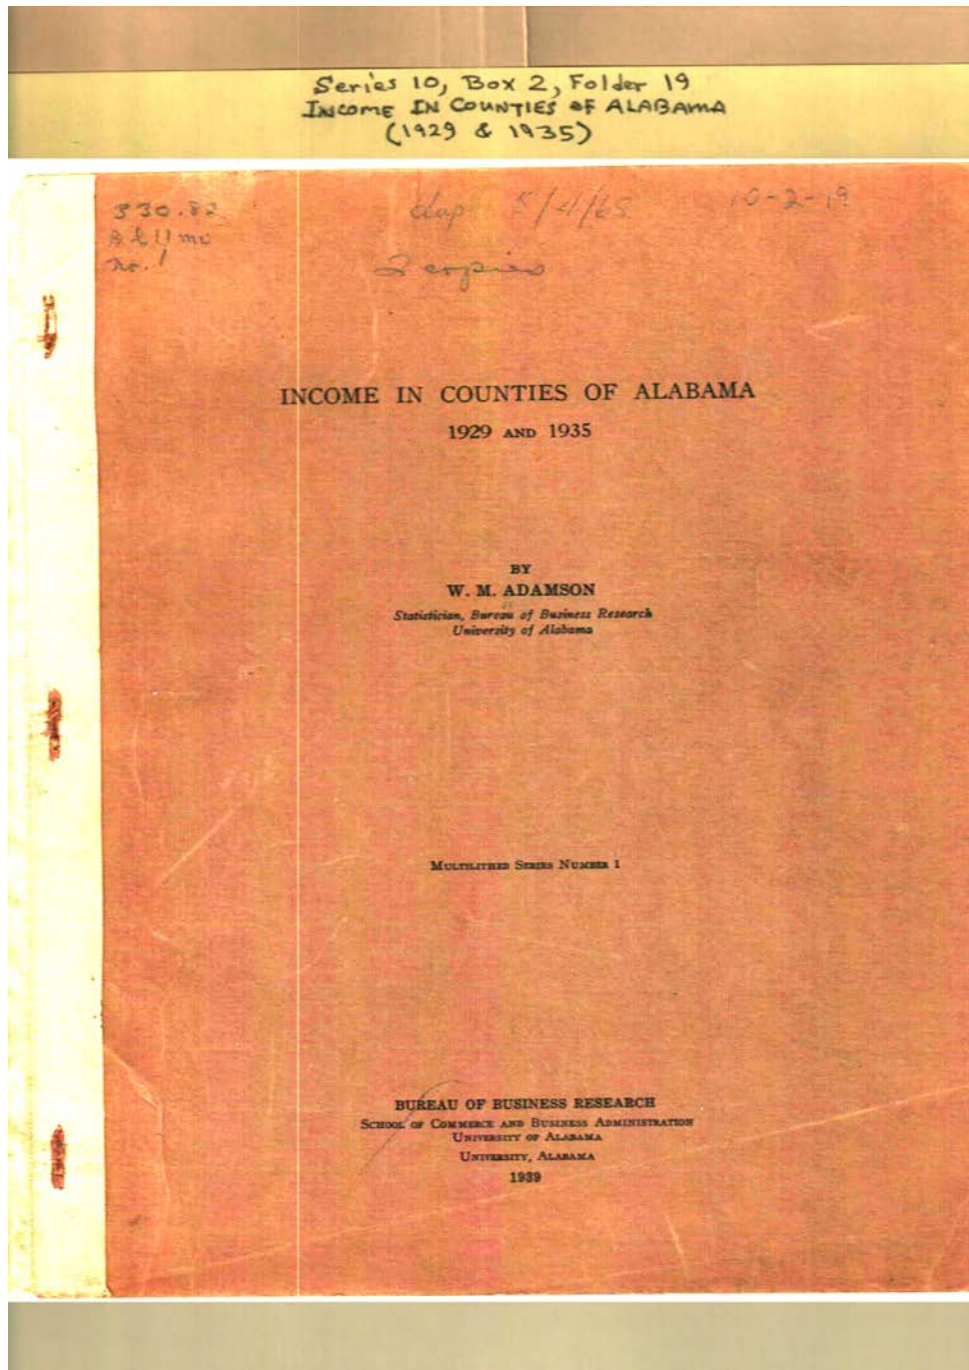 Series 10, Box 2, Folder 19
INCOME IN COUNTIES OF ALABAMA
(1929 & 1935)
330.82
no. 1
5/21/65
10-2-19
2 copies
INCOME IN COUNTIES OF ALABAMA
1929 AND 1935
BY
W. M. ADAMSON
Statistician, Bureau of Business Research
University of Alabama
MULTILITHED SERIES NUMBER 1
BUREAU OF BUSINESS RESEARCH
SCHOOL OF COMMERCE AND BUSINESS ADMINISTRATION
UNIVERSITY OF ALABAMA
UNIVERSITY, ALABAMA
1939